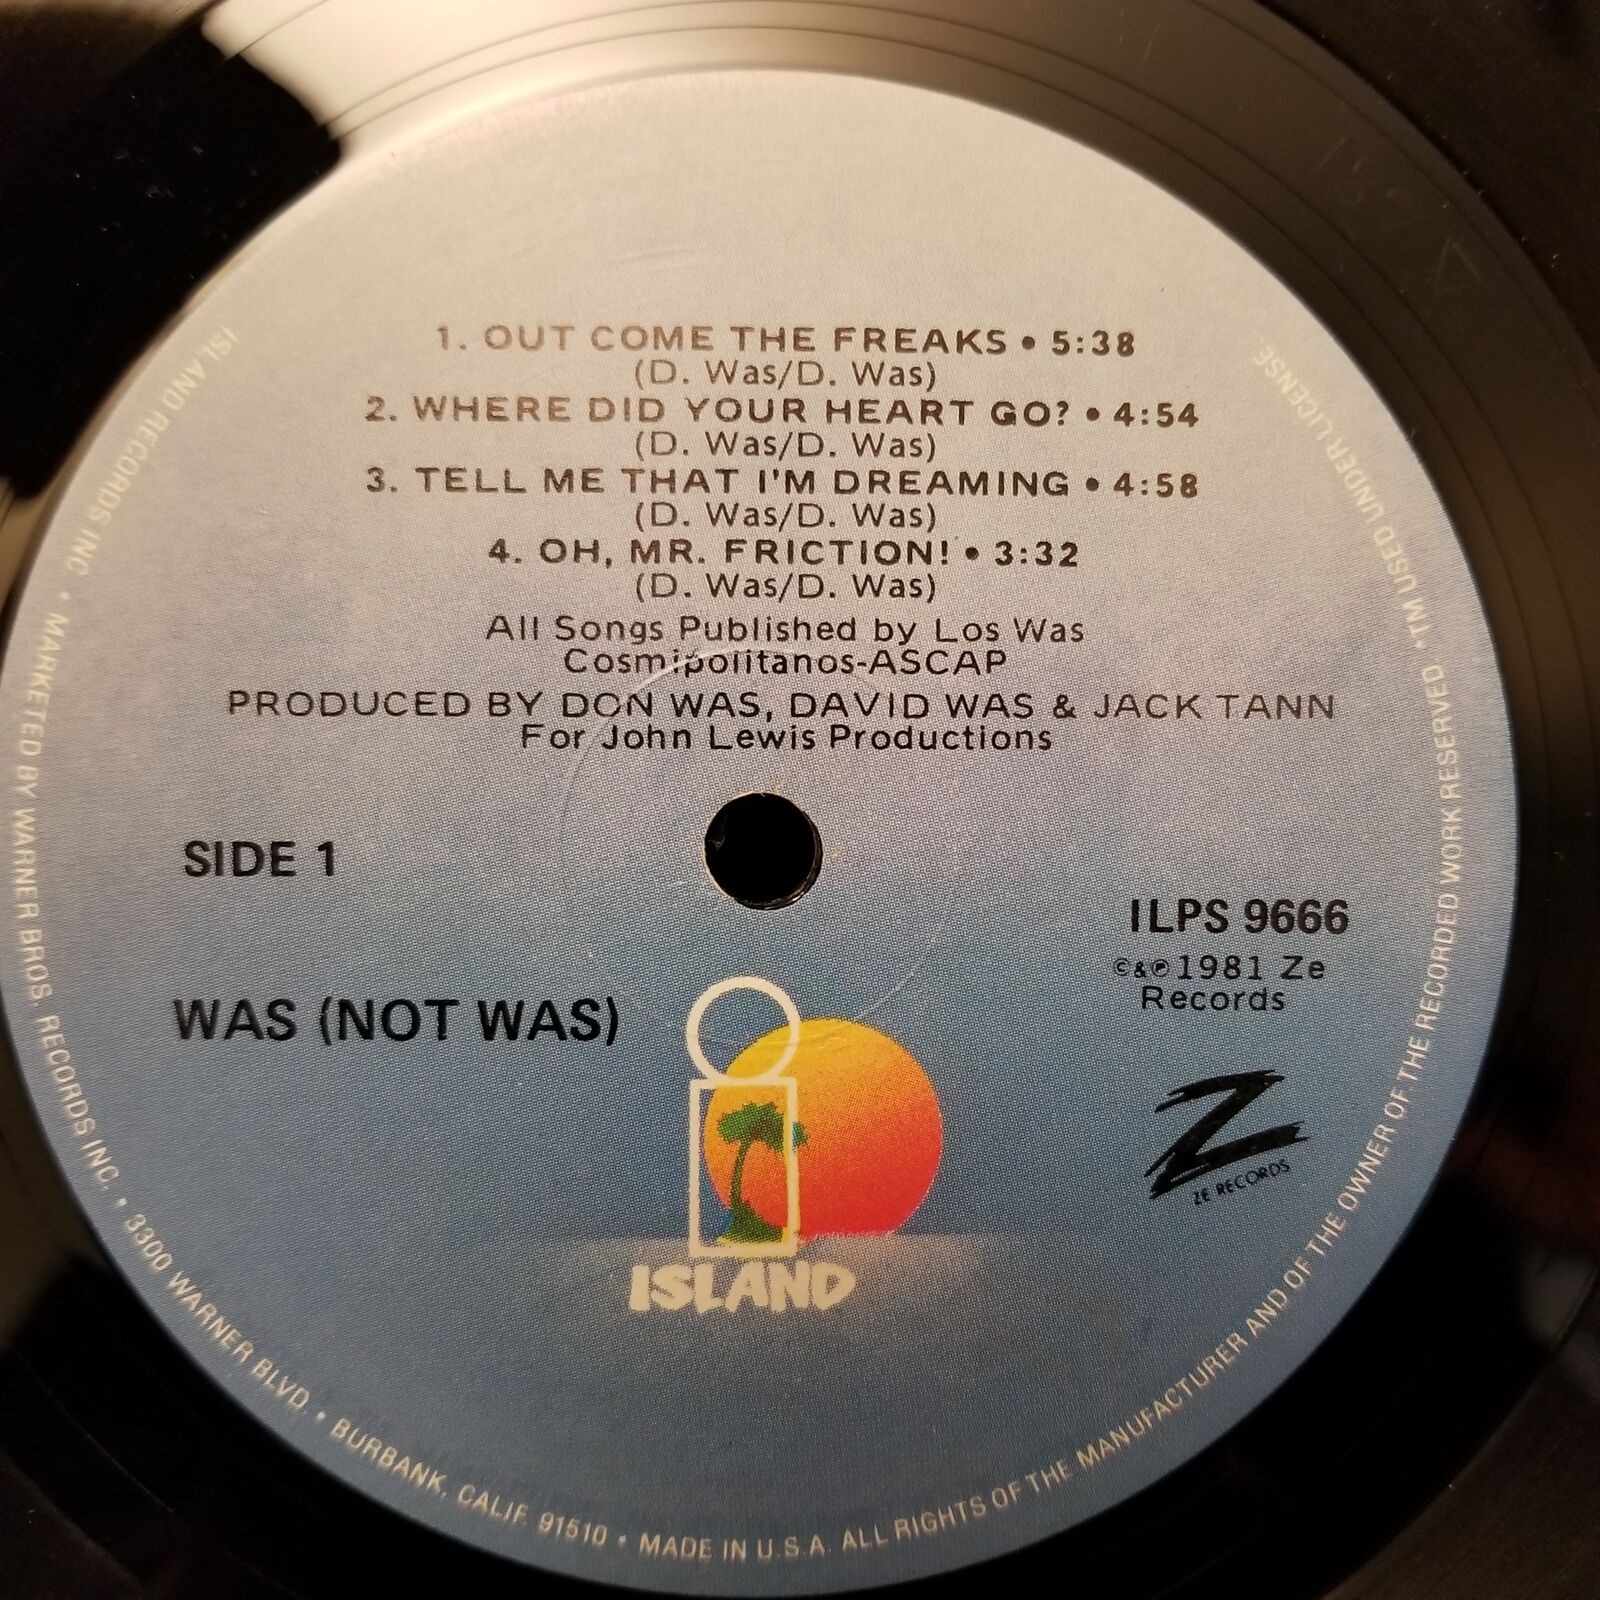 1. OUT COME THE FREAKS • 5:38
(D. Was/D. Was)
2. WHERE DID YOUR HEART GO? • 4:54
(D. Was/D. Was)
3. TELL ME THAT I'M DREAMING • 4:58
(D. Was/D. Was)
4. OH, MR. FRICTION! • 3:32
(D. Was/D. Was)
All Songs Published by Los Was
Cosmipolitanos-ASCAP
PRODUCED BY DON WAS, DAVID WAS & JACK TANN
For John Lewis Productions
SIDE 1
ILPS 9666
©&℗1981 Ze
Records
WAS (NOT WAS)
Z
ZE RECORDS
i
ISLAND
ISLAND RECORDS INC. • MARKETED BY WARNER BROS. RECORDS INC. • 3300 WARNER BLVD. • BURBANK, CALIF. 91510 • MADE IN U.S.A. ALL RIGHTS OF THE MANUFACTURER AND OF THE OWNER OF THE RECORDED WORK RESERVED • TM USED UNDER LICENSE